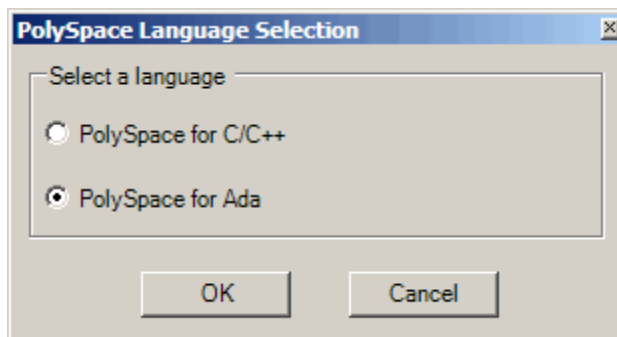 PolySpace Language Selection
Select a language
PolySpace for C/C++
PolySpace for Ada
OK Cancel